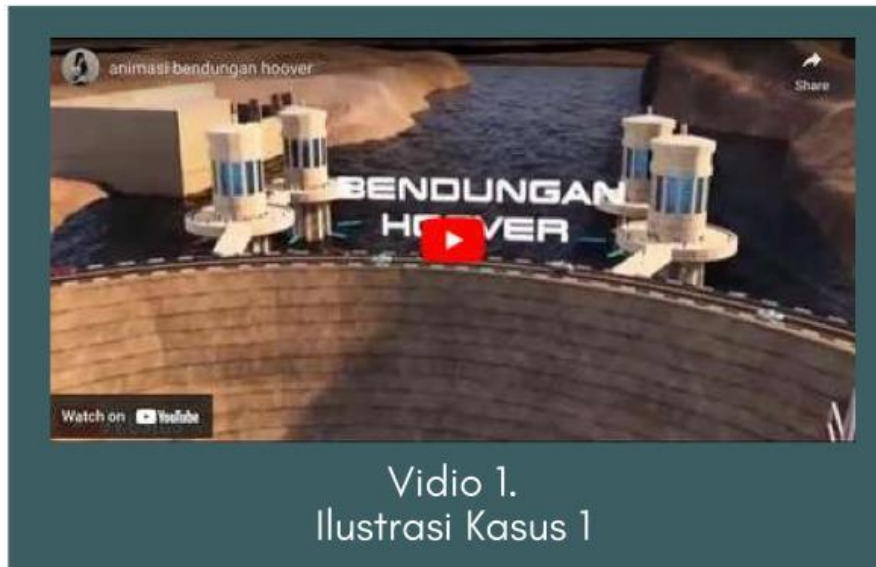 animasi bendungan hoover
Share
BENDUNGAN
HOOVER
Watch on YouTube
Vidio 1.
Ilustrasi Kasus 1